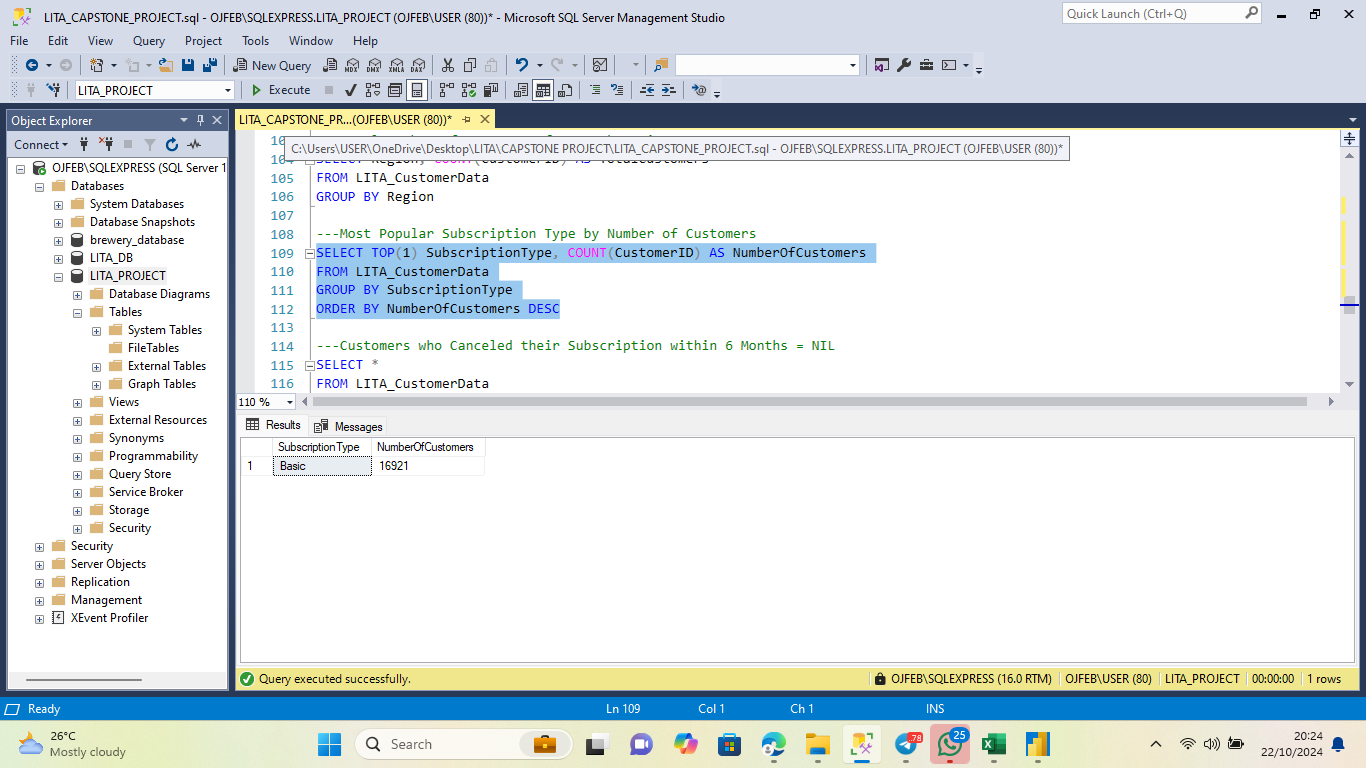 LITA_CAPSTONE_PROJECT.sql - OJFEB\SQLEXPRESS.LITA_PROJECT (OJFEB\USER (80))* - Microsoft SQL Server Management Studio
Quick Launch (Ctrl+Q)
File Edit View Query Project Tools Window Help
New Query
MDX DMX XMLA DAX
LITA_PROJECT
Execute
Object Explorer
LITA_CAPSTONE_PR...(OJFEB\USER (80))*
Connect
C:\Users\USER\OneDrive\Desktop\LITA\CAPSTONE PROJECT\LITA_CAPSTONE_PROJECT.sql - OJFEB\SQLEXPRESS.LITA_PROJECT (OJFEB\USER (80))*
OJFEB\SQLEXPRESS (SQL Server 1
Databases
System Databases
Database Snapshots
brewery_database
LITA_DB
LITA_PROJECT
Database Diagrams
Tables
System Tables
FileTables
External Tables
Graph Tables
Views
External Resources
Synonyms
Programmability
Query Store
Service Broker
Storage
Security
Security
Server Objects
Replication
Management
XEvent Profiler
104 SELECT Region, COUNT(CustomerID) AS TotalCustomers
105 FROM LITA_CustomerData
106 GROUP BY Region
107
108 ---Most Popular Subscription Type by Number of Customers
109 SELECT TOP(1) SubscriptionType, COUNT(CustomerID) AS NumberOfCustomers
110 FROM LITA_CustomerData
111 GROUP BY SubscriptionType
112 ORDER BY NumberOfCustomers DESC
113
114 ---Customers who Canceled their Subscription within 6 Months = NIL
115 SELECT *
116 FROM LITA_CustomerData
110 %
Results Messages
SubscriptionType NumberOfCustomers
1 Basic 16921
Query executed successfully.
OJFEB\SQLEXPRESS (16.0 RTM) OJFEB\USER (80) LITA_PROJECT 00:00:00 1 rows
Ready Ln 109 Col 1 Ch 1 INS
26°C
Mostly cloudy
Search
.78
25
20:24
22/10/2024